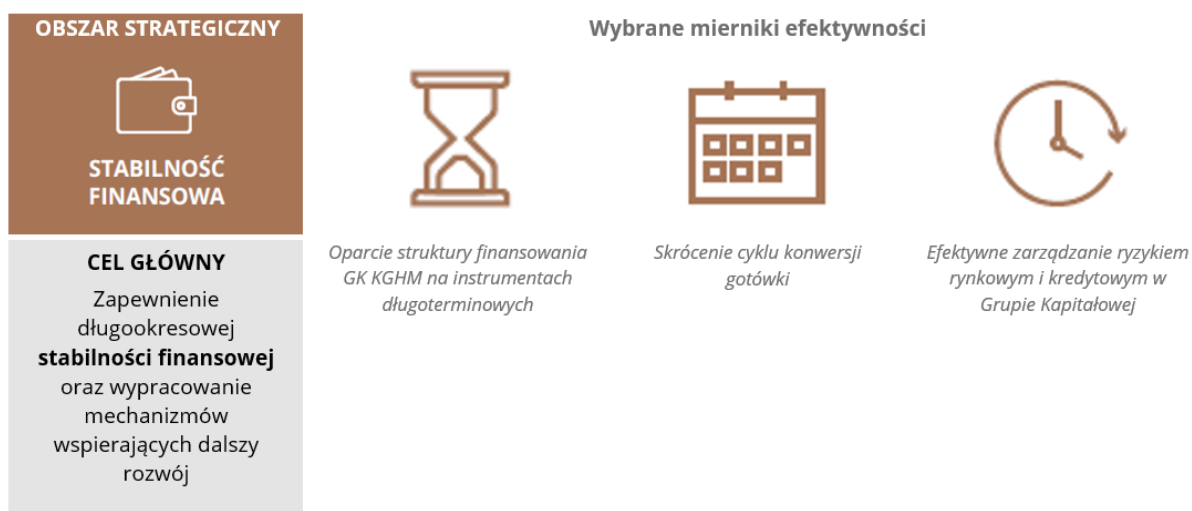 OBSZAR STRATEGICZNY
STABILNOŚĆ
FINANSOWA
CEL GŁÓWNY
Zapewnienie
długookresowej
stabilności finansowej
oraz wypracowanie
mechanizmów
wspierających dalszy
rozwój
Wybrane mierniki efektywności
Oparcie struktury finansowania
GK KGHM na instrumentach
długoterminowych
Skrócenie cyklu konwersji
gotówki
Efektywne zarządzanie ryzykiem
rynkowym i kredytowym w
Grupie Kapitałowej